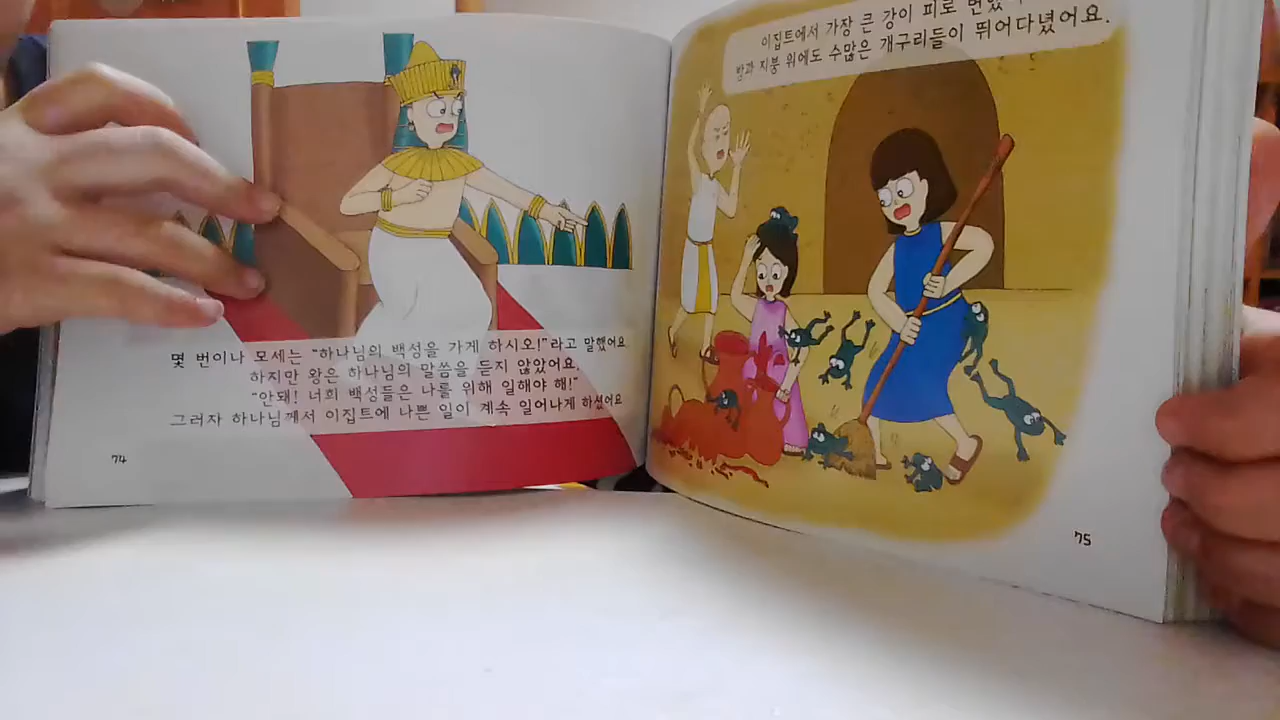 몇 번이나 모세는 "하나님의 백성을 가게 하시오!"라고 말했어요
하지만 왕은 하나님의 말씀을 듣지 않았어요.
"안돼! 너희 백성들은 나를 위해 일해야 해!"
그러자 하나님께서 이집트에 나쁜 일이 계속 일어나게 하셨어요
74
이집트에서 가장 큰 강이 피로
방과 지붕 위에도 수많은 개구리들이 뛰어다녔어요.
75